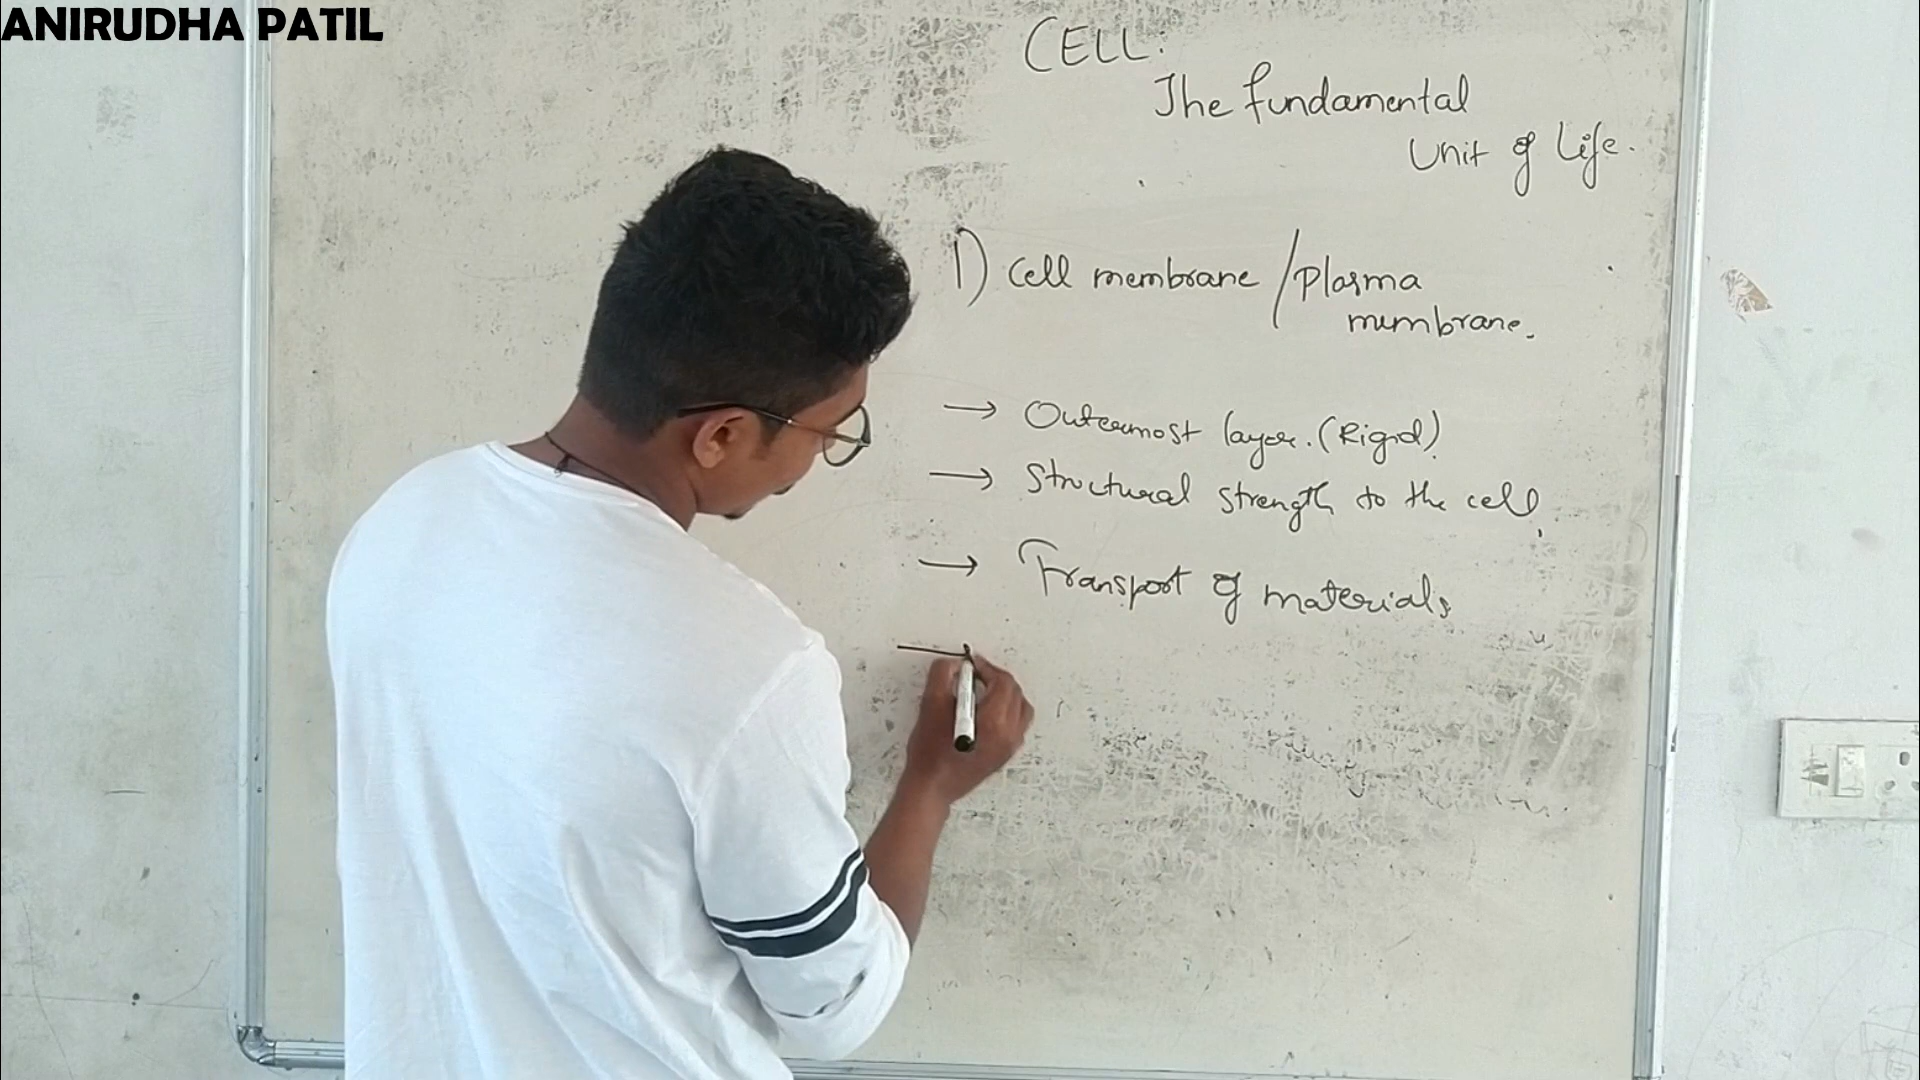 ANIRUDHA PATIL
CELL:
The fundamental
Unit of Life.
1) cell membrane / plasma
membrane.
→ Outermost layer. (Rigid)
→ Structural strength to the cell,
→ Transport of materials,